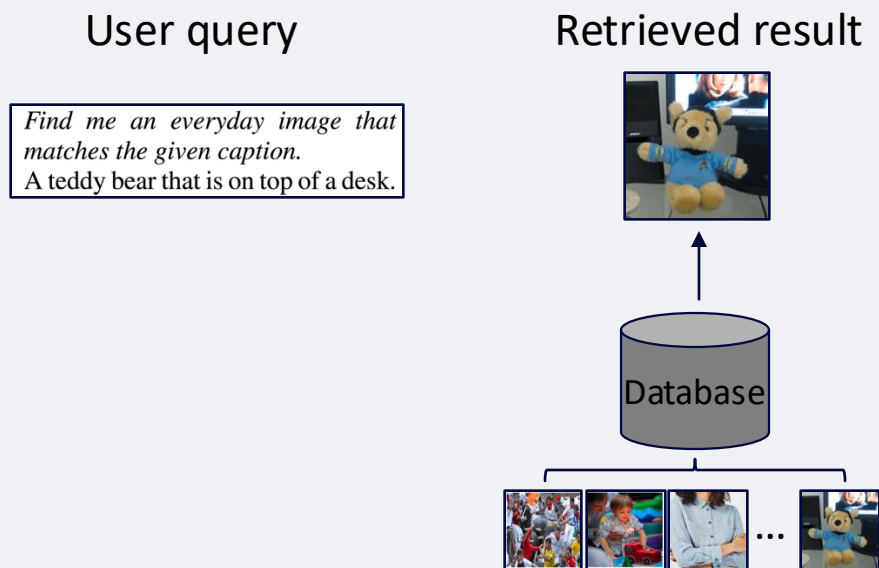 User query
Retrieved result
Find me an everyday image that
matches the given caption.
A teddy bear that is on top of a desk.
Database
...